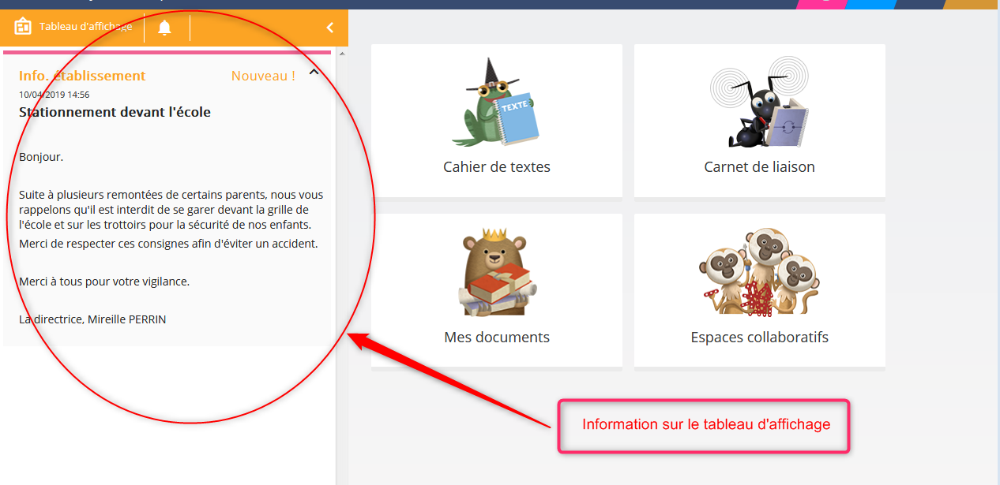 Tableau d'affichage
Info. établissement
Nouveau !
10/04/2019 14:56
Stationnement devant l'école
Bonjour.
Suite à plusieurs remontées de certains parents, nous vous
rappelons qu'il est interdit de se garer devant la grille de
l'école et sur les trottoirs pour la sécurité de nos enfants.
Merci de respecter ces consignes afin d'éviter un accident.
Merci à tous pour votre vigilance.
La directrice, Mireille PERRIN
TEXTE
Cahier de textes
Carnet de liaison
Mes documents
Espaces collaboratifs
Information sur le tableau d'affichage